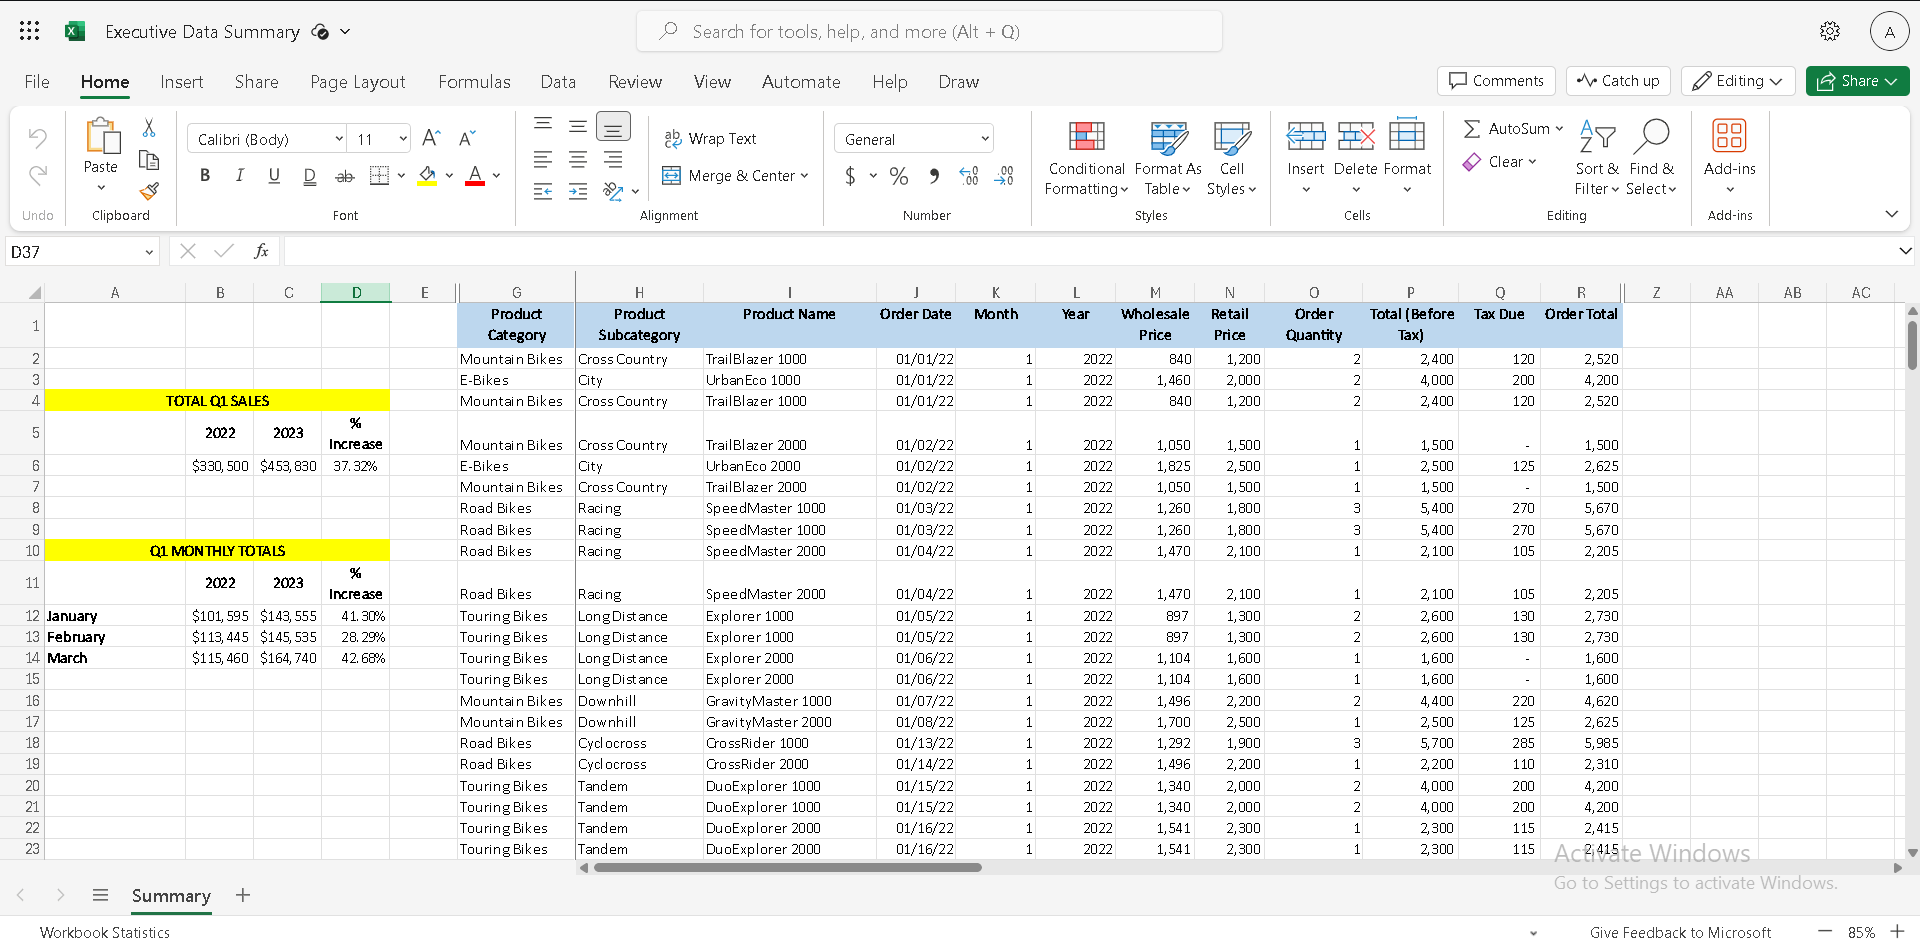 Executive Data Summary
Search for tools, help, and more (Alt + Q)
A
File Home Insert Share Page Layout Formulas Data Review View Automate Help Draw
Comments Catch up Editing Share
Undo
Paste
Clipboard
Calibri (Body) 11
B I U D ab A
Font
ab Wrap Text
Merge & Center
Alignment
General
$ % 9 .00 .00
Number
Conditional Formatting
Format As Table
Cell Styles
Styles
Insert Delete Format
Cells
AutoSum
Clear
Sort & Filter
Find & Select
Editing
Add-ins
Add-ins
D37 fx
A B C D E G H I J K L M N O P Q R Z AA AB AC
1 Product Category Product Subcategory Product Name Order Date Month Year Wholesale Price Retail Price Order Quantity Total (Before Tax) Tax Due Order Total
2 Mountain Bikes Cross Country TrailBlazer 1000 01/01/22 1 2022 840 1,200 2 2,400 120 2,520
3 E-Bikes City UrbanEco 1000 01/01/22 1 2022 1,460 2,000 2 4,000 200 4,200
4 TOTAL Q1 SALES Mountain Bikes Cross Country TrailBlazer 1000 01/01/22 1 2022 840 1,200 2 2,400 120 2,520
5 2022 2023 % Increase Mountain Bikes Cross Country TrailBlazer 2000 01/02/22 1 2022 1,050 1,500 1 1,500 - 1,500
6 $330,500 $453,830 37.32% E-Bikes City UrbanEco 2000 01/02/22 1 2022 1,825 2,500 1 2,500 125 2,625
7 Mountain Bikes Cross Country TrailBlazer 2000 01/02/22 1 2022 1,050 1,500 1 1,500 - 1,500
8 Road Bikes Racing SpeedMaster 1000 01/03/22 1 2022 1,260 1,800 3 5,400 270 5,670
9 Road Bikes Racing SpeedMaster 1000 01/03/22 1 2022 1,260 1,800 3 5,400 270 5,670
10 Q1 MONTHLY TOTALS Road Bikes Racing SpeedMaster 2000 01/04/22 1 2022 1,470 2,100 1 2,100 105 2,205
11 2022 2023 % Increase Road Bikes Racing SpeedMaster 2000 01/04/22 1 2022 1,470 2,100 1 2,100 105 2,205
12 January $101,595 $143,555 41.30% Touring Bikes Long Distance Explorer 1000 01/05/22 1 2022 897 1,300 2 2,600 130 2,730
13 February $113,445 $145,535 28.29% Touring Bikes Long Distance Explorer 1000 01/05/22 1 2022 897 1,300 2 2,600 130 2,730
14 March $115,460 $164,740 42.68% Touring Bikes Long Distance Explorer 2000 01/06/22 1 2022 1,104 1,600 1 1,600 - 1,600
15 Touring Bikes Long Distance Explorer 2000 01/06/22 1 2022 1,104 1,600 1 1,600 - 1,600
16 Mountain Bikes Downhill GravityMaster 1000 01/07/22 1 2022 1,496 2,200 2 4,400 220 4,620
17 Mountain Bikes Downhill GravityMaster 2000 01/08/22 1 2022 1,700 2,500 1 2,500 125 2,625
18 Road Bikes Cyclocross CrossRider 1000 01/13/22 1 2022 1,292 1,900 3 5,700 285 5,985
19 Road Bikes Cyclocross CrossRider 2000 01/14/22 1 2022 1,496 2,200 1 2,200 110 2,310
20 Touring Bikes Tandem DuoExplorer 1000 01/15/22 1 2022 1,340 2,000 2 4,000 200 4,200
21 Touring Bikes Tandem DuoExplorer 1000 01/15/22 1 2022 1,340 2,000 2 4,000 200 4,200
22 Touring Bikes Tandem DuoExplorer 2000 01/16/22 1 2022 1,541 2,300 1 2,300 115 2,415
23 Touring Bikes Tandem DuoExplorer 2000 01/16/22 1 2022 1,541 2,300 1 2,300 115 2,415
Activate Windows
Go to Settings to activate Windows.
Summary
Workbook Statistics Give Feedback to Microsoft 85%